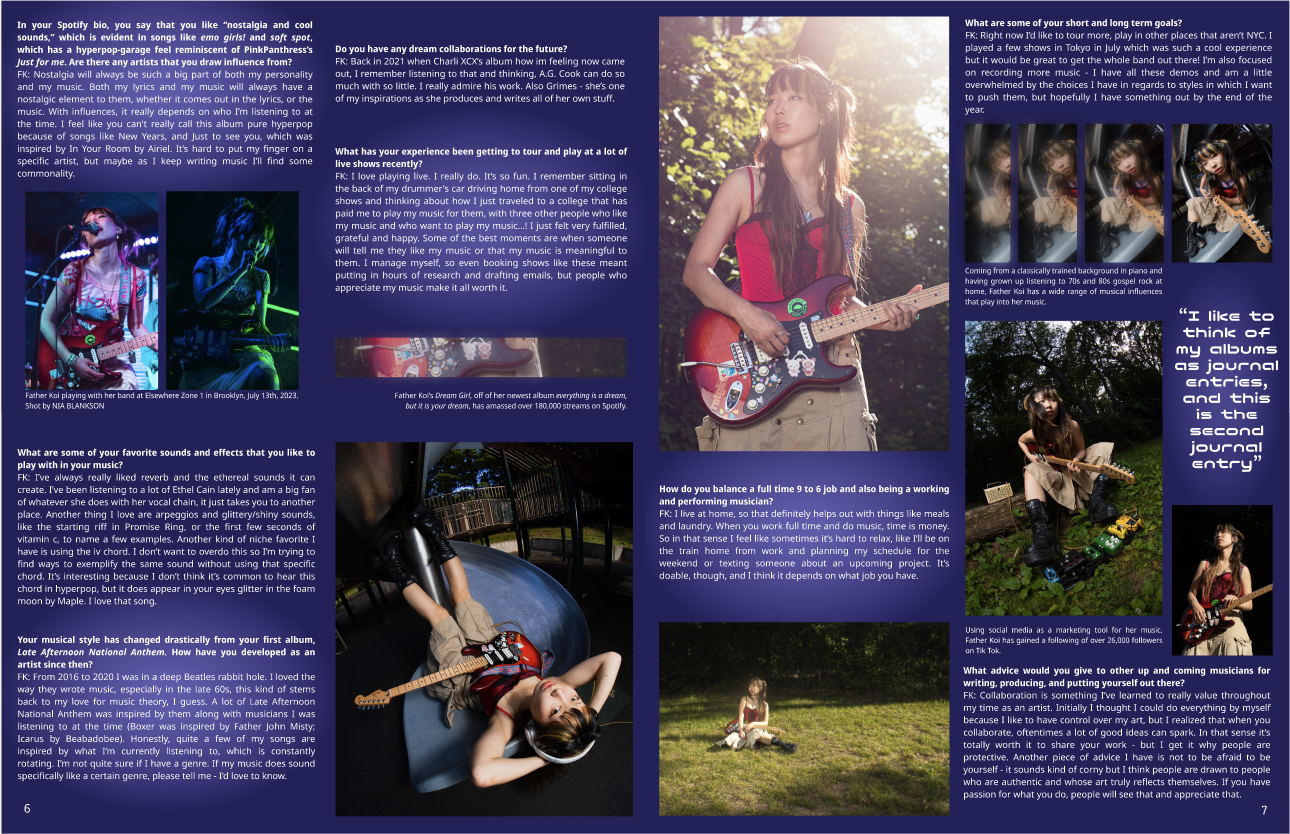 In your Spotify bio, you say that you like "nostalgia and cool
sounds," which is evident in songs like emo girls! and soft spot,
which has a hyperpop-garage feel reminiscent of PinkPanthress's
Just for me. Are there any artists that you draw influence from?
FK: Nostalgia will always be such a big part of both my personality
and my music. Both my lyrics and my music will always have a
nostalgic element to them, whether it comes out in the lyrics, or the
music. With influences, it really depends on who I'm listening to at
the time. I feel like you can't really call this album pure hyperpop
because of songs like New Years, and Just to see you, which was
inspired by In Your Room by Airiel. It's hard to put my finger on a
specific artist, but maybe as I keep writing music I'll find some
commonality.
Father Koi playing with her band at Elsewhere Zone 1 in Brooklyn, July 13th, 2023.
Shot by NIA BLANKSON
What are some of your favorite sounds and effects that you like to
play with in your music?
FK: I've always really liked reverb and the ethereal sounds it can
create. I've been listening to a lot of Ethel Cain lately and am a big fan
of whatever she does with her vocal chain, it just takes you to another
place. Another thing I love are arpeggios and glittery/shiny sounds,
like the starting riff in Promise Ring, or the first few seconds of
vitamin c, to name a few examples. Another kind of niche favorite I
have is using the iv chord. I don't want to overdo this so I'm trying to
find ways to exemplify the same sound without using that specific
chord. It's interesting because I don't think it's common to hear this
chord in hyperpop, but it does appear in your eyes glitter in the foam
moon by Maple. I love that song.
Your musical style has changed drastically from your first album,
Late Afternoon National Anthem. How have you developed as an
artist since then?
FK: From 2016 to 2020 I was in a deep Beatles rabbit hole. I loved the
way they wrote music, especially in the late 60s, this kind of stems
back to my love for music theory, I guess. A lot of Late Afternoon
National Anthem was inspired by them along with musicians I was
listening to at the time (Boxer was inspired by Father John Misty;
Icarus by Beabadobee). Honestly, quite a few of my songs are
inspired by what I'm currently listening to, which is constantly
rotating. I'm not quite sure if I have a genre. If my music does sound
specifically like a certain genre, please tell me - I'd love to know.
6
Do you have any dream collaborations for the future?
FK: Back in 2021 when Charli XCX's album how im feeling now came
out, I remember listening to that and thinking, A.G. Cook can do so
much with so little. I really admire his work. Also Grimes - she's one
of my inspirations as she produces and writes all of her own stuff.
What has your experience been getting to tour and play at a lot of
live shows recently?
FK: I love playing live. I really do. It's so fun. I remember sitting in
the back of my drummer's car driving home from one of my college
shows and thinking about how I just traveled to a college that has
paid me to play my music for them, with three other people who like
my music and who want to play my music...! I just felt very fulfilled,
grateful and happy. Some of the best moments are when someone
will tell me they like my music or that my music is meaningful to
them. I manage myself, so even booking shows like these meant
putting in hours of research and drafting emails, but people who
appreciate my music make it all worth it.
Father Koi's Dream Girl, off of her newest album everything is a dream,
but it is your dream, has amassed over 180,000 streams on Spotify.
How do you balance a full time 9 to 6 job and also being a working
and performing musician?
FK: I live at home, so that definitely helps out with things like meals
and laundry. When you work full time and do music, time is money.
So in that sense I feel like sometimes it's hard to relax, like I'll be on
the train home from work and planning my schedule for the
weekend or texting someone about an upcoming project. It's
doable, though, and I think it depends on what job you have.
What are some of your short and long term goals?
FK: Right now I'd like to tour more, play in other places that aren't NYC. I
played a few shows in Tokyo in July which was such a cool experience
but it would be great to get the whole band out there! I'm also focused
on recording more music - I have all these demos and am a little
overwhelmed by the choices I have in regards to styles in which I want
to push them, but hopefully I have something out by the end of the
year.
Coming from a classically trained background in piano and
having grown up listening to 70s and 80s gospel rock at
home, Father Koi has a wide range of musical influences
that play into her music.
"I like to
think of
my albums
as journal
entries,
and this
is the
second
journal
entry"
Using social media as a marketing tool for her music,
Father Koi has gained a following of over 26,000 followers
on Tik Tok.
What advice would you give to other up and coming musicians for
writing, producing, and putting yourself out there?
FK: Collaboration is something I've learned to really value throughout
my time as an artist. Initially I thought I could do everything by myself
because I like to have control over my art, but I realized that when you
collaborate, oftentimes a lot of good ideas can spark. In that sense it's
totally worth it to share your work - but I get it why people are
protective. Another piece of advice I have is not to be afraid to be
yourself - it sounds kind of corny but I think people are drawn to people
who are authentic and whose art truly reflects themselves. If you have
passion for what you do, people will see that and appreciate that.
7